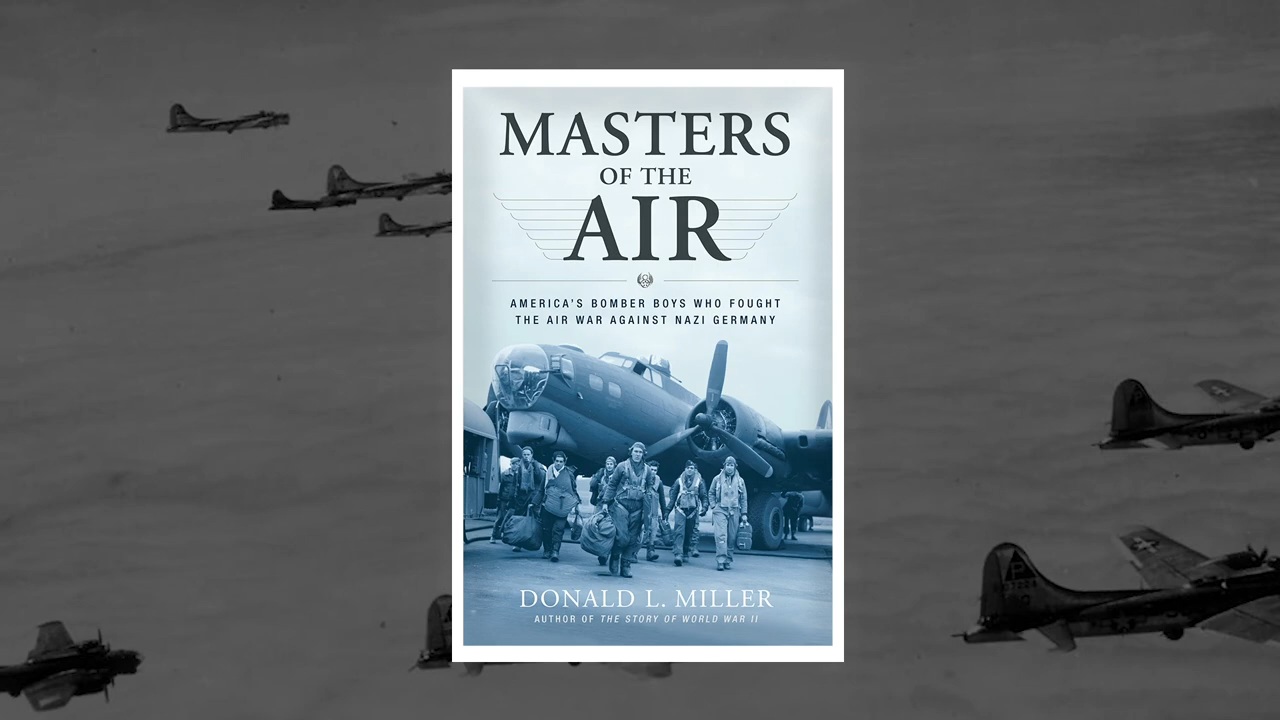 MASTERS
OF THE
AIR
AMERICA'S BOMBER BOYS WHO FOUGHT
THE AIR WAR AGAINST NAZI GERMANY
DONALD L. MILLER
AUTHOR OF THE STORY OF WORLD WAR II